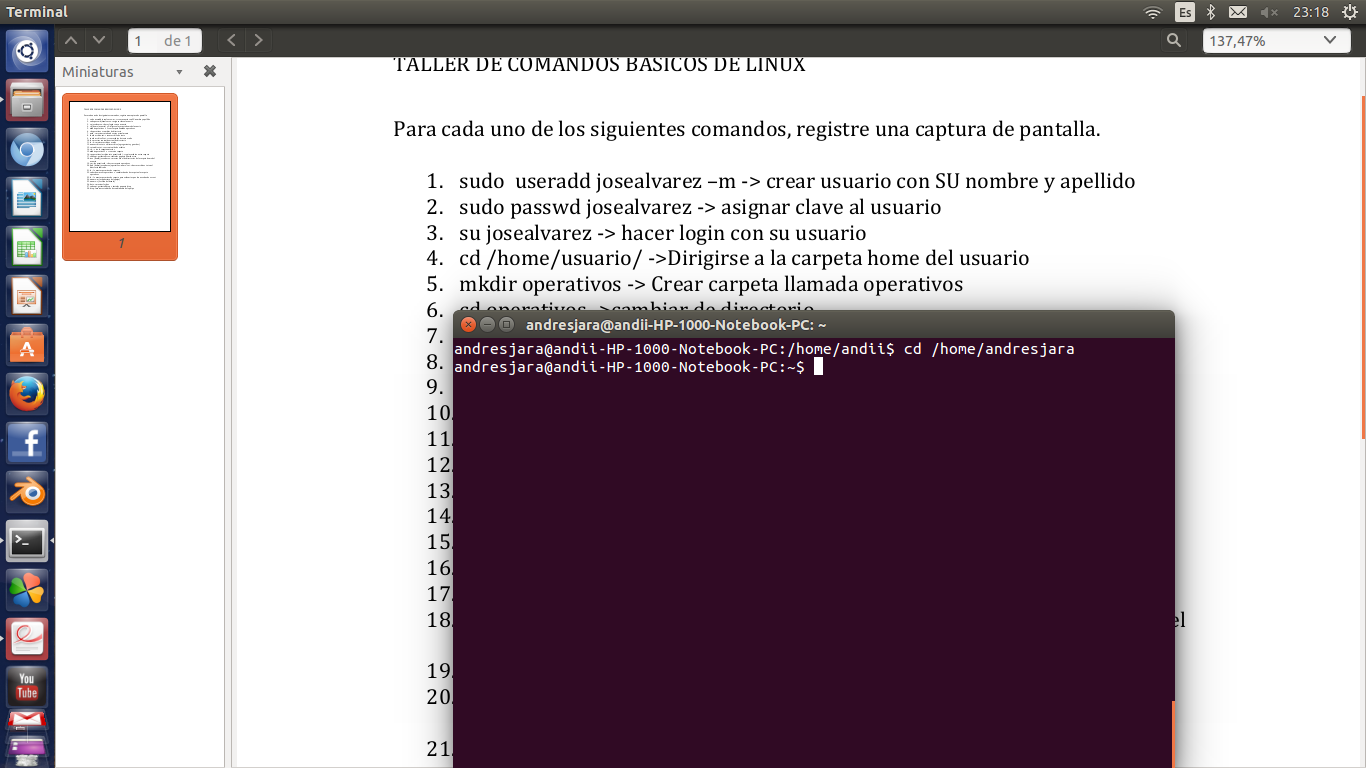 Terminal
Es
23:18
1 de 1
137,47%
Miniaturas
1
TALLER DE COMANDOS BASICOS DE LINUX
Para cada uno de los siguientes comandos, registre una captura de pantalla.
1. sudo  useradd josealvarez –m -> crear usuario con SU nombre y apellido
2. sudo passwd josealvarez -> asignar clave al usuario
3. su josealvarez -> hacer login con su usuario
4. cd /home/usuario/ ->Dirigirse a la carpeta home del usuario
5. mkdir operativos -> Crear carpeta llamada operativos
6. cd operativos ->cambiar de directorio
7.
8.
9.
10.
11.
12.
13.
14.
15.
16.
17.
18. el
19.
20.
21.
andresjara@andii-HP-1000-Notebook-PC: ~
andresjara@andii-HP-1000-Notebook-PC:/home/andii$ cd /home/andresjara
andresjara@andii-HP-1000-Notebook-PC:~$
You
Tube